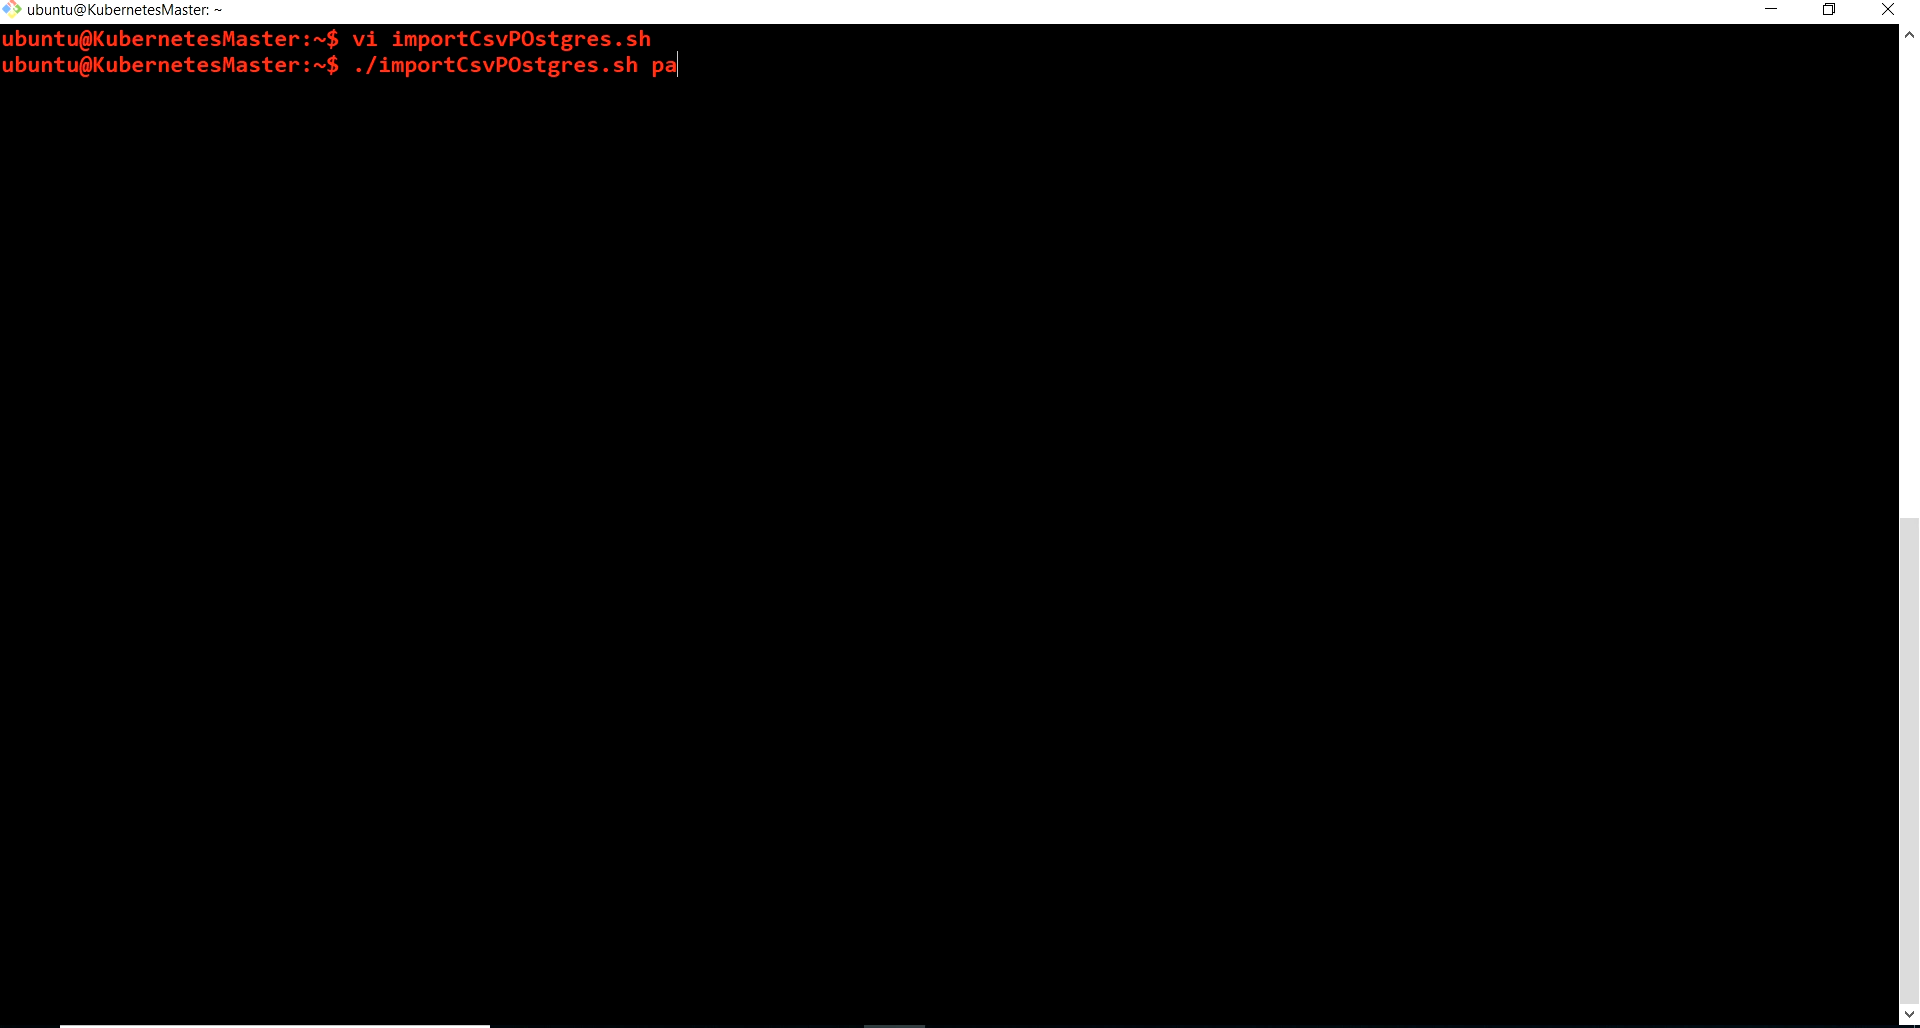 ubuntu@KubernetesMaster: ~
ubuntu@KubernetesMaster:~$ vi importCsvPOstgres.sh
ubuntu@KubernetesMaster:~$ ./importCsvPOstgres.sh pa